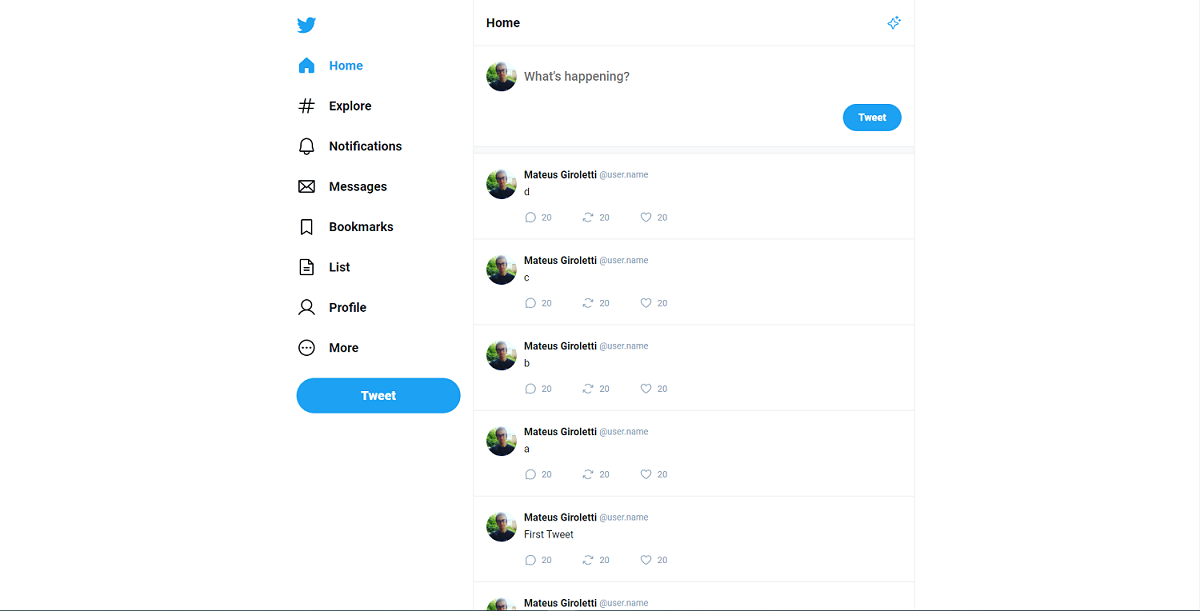 Home
Explore
Notifications
Messages
Bookmarks
List
Profile
More
Tweet
Home
What's happening?
Tweet
Mateus Giroletti @user.name
d
20 20 20
Mateus Giroletti @user.name
c
20 20 20
Mateus Giroletti @user.name
b
20 20 20
Mateus Giroletti @user.name
a
20 20 20
Mateus Giroletti @user.name
First Tweet
20 20 20
Mateus Giroletti @user.name